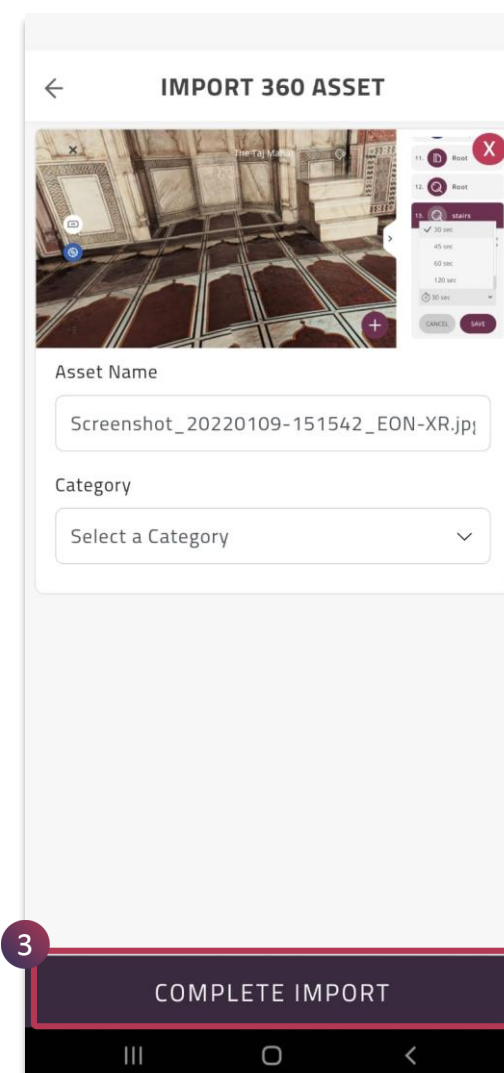 IMPORT 360 ASSET
The Taj Mahal
X
11. Root
12. Root
13. stairs
30 sec
45 sec
60 sec
120 sec
30 sec
CANCEL SAVE
Asset Name
Screenshot_20220109-151542_EON-XR.jp
Category
Select a Category
3
COMPLETE IMPORT